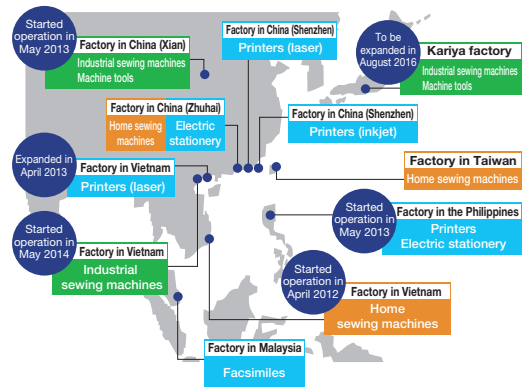 Started
operation in
May 2013
Factory in China (Xian)
Industrial sewing machines
Machine tools
Factory in China (Shenzhen)
Printers (laser)
To be
expanded in
August 2016
Kariya factory
Industrial sewing machines
Machine tools
Factory in China (Zhuhai)
Home sewing
machines
Electric
stationery
Factory in China (Shenzhen)
Printers (inkjet)
Expanded in
April 2013
Factory in Vietnam
Printers (laser)
Factory in Taiwan
Home sewing machines
Started
operation in
May 2013
Factory in the Philippines
Printers
Electric stationery
Started
operation in
May 2014
Factory in Vietnam
Industrial
sewing machines
Started
operation in
April 2012
Factory in Vietnam
Home
sewing machines
Factory in Malaysia
Facsimiles